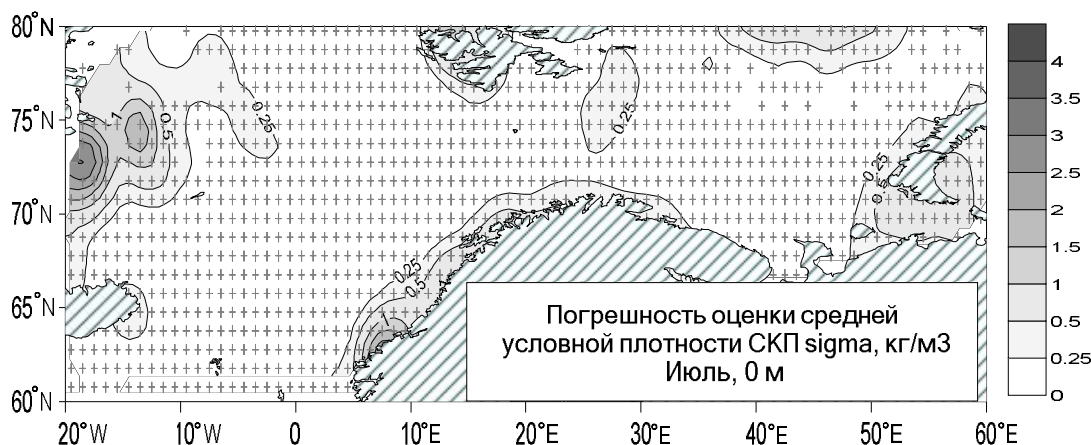 80°N
75°N
70°N
65°N
60°N
20°W 10°W 0 10°E 20°E 30°E 40°E 50°E 60°E
0.25
0.5
1
0.25
0.25
0.5
1
0.25
0.25
0.5
Погрешность оценки средней
условной плотности СКП sigma, кг/м3
Июль, 0 м
4
3.5
3
2.5
2
1.5
1
0.5
0.25
0